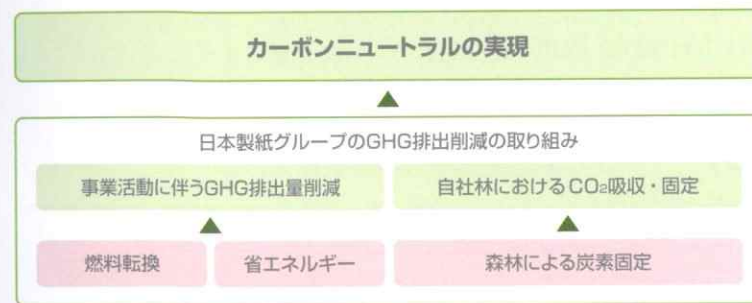 カーボンニュートラルの実現
日本製紙グループのGHG排出削減の取り組み
事業活動に伴うGHG排出量削減 自社林におけるCO₂吸収・固定
燃料転換 省エネルギー 森林による炭素固定